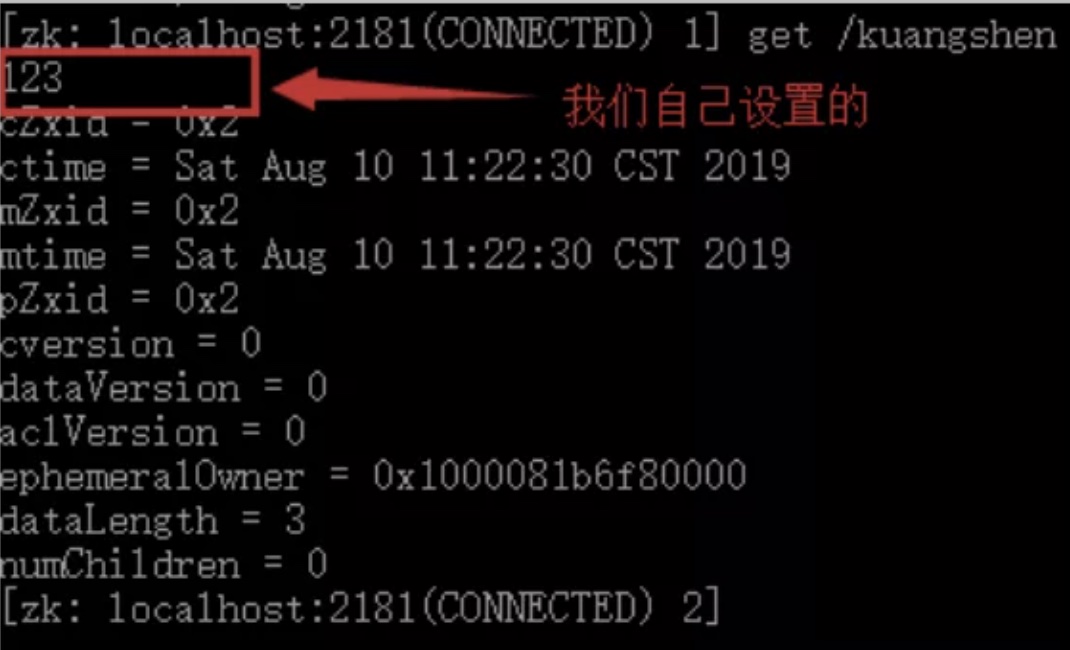 [zk: localhost:2181(CONNECTED) 1] get /kuangshen
123
我们自己设置的
cZxid = 0x2
ctime = Sat Aug 10 11:22:30 CST 2019
mZxid = 0x2
mtime = Sat Aug 10 11:22:30 CST 2019
pZxid = 0x2
cversion = 0
dataVersion = 0
aclVersion = 0
ephemeralOwner = 0x1000081b6f80000
dataLength = 3
numChildren = 0
[zk: localhost:2181(CONNECTED) 2]